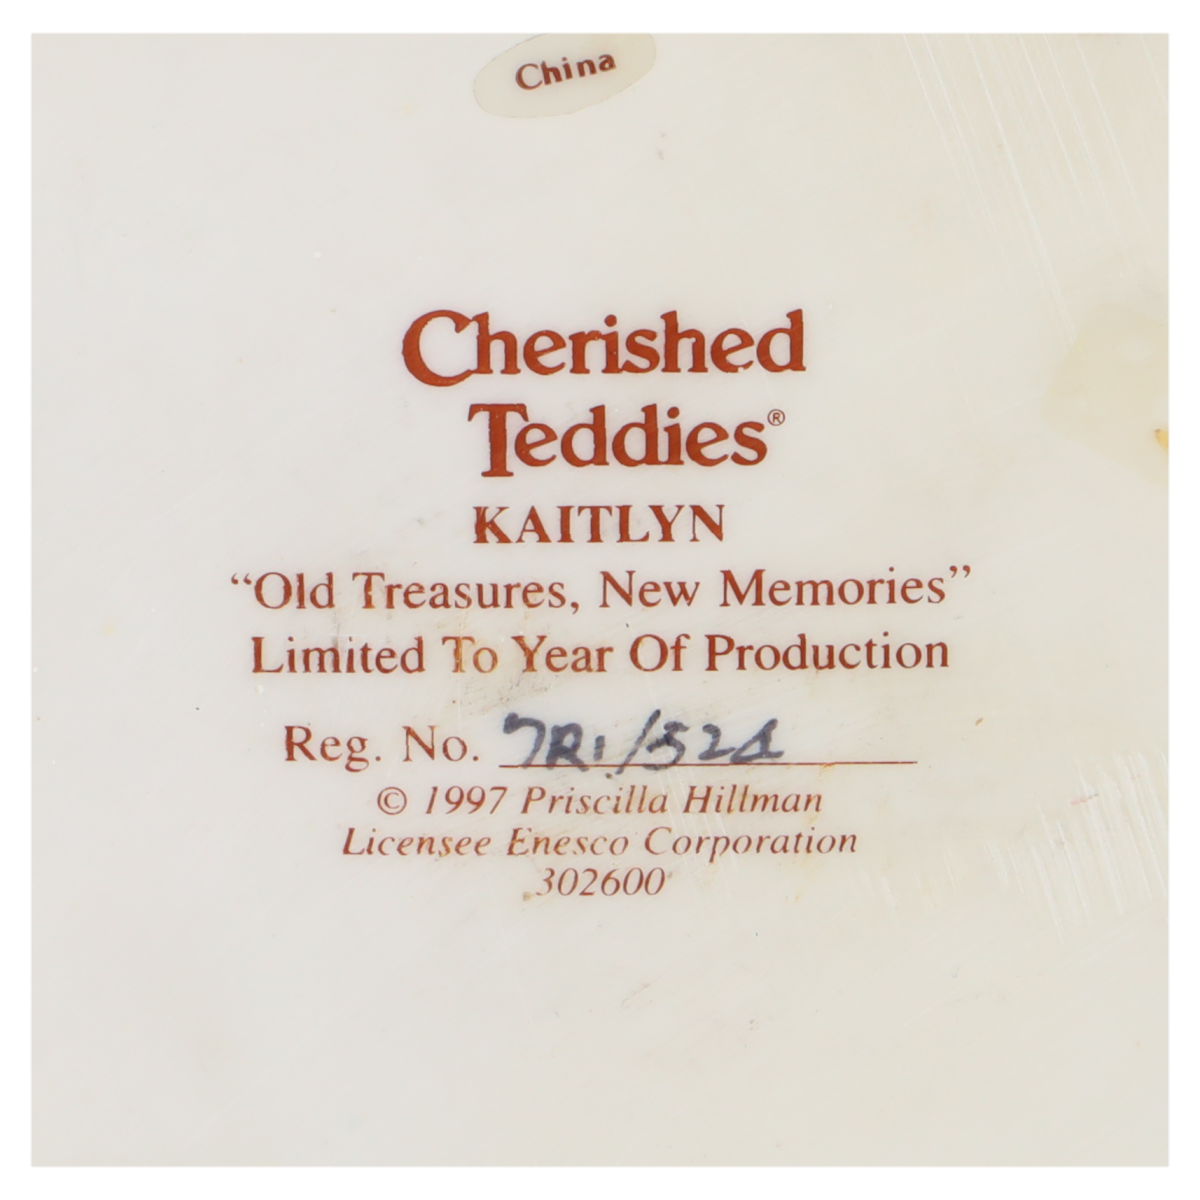 China
Cherished
Teddies®
KAITLYN
“Old Treasures, New Memories”
Limited To Year Of Production
Reg. No.
© 1997 Priscilla Hillman
Licensee Enesco Corporation
302600